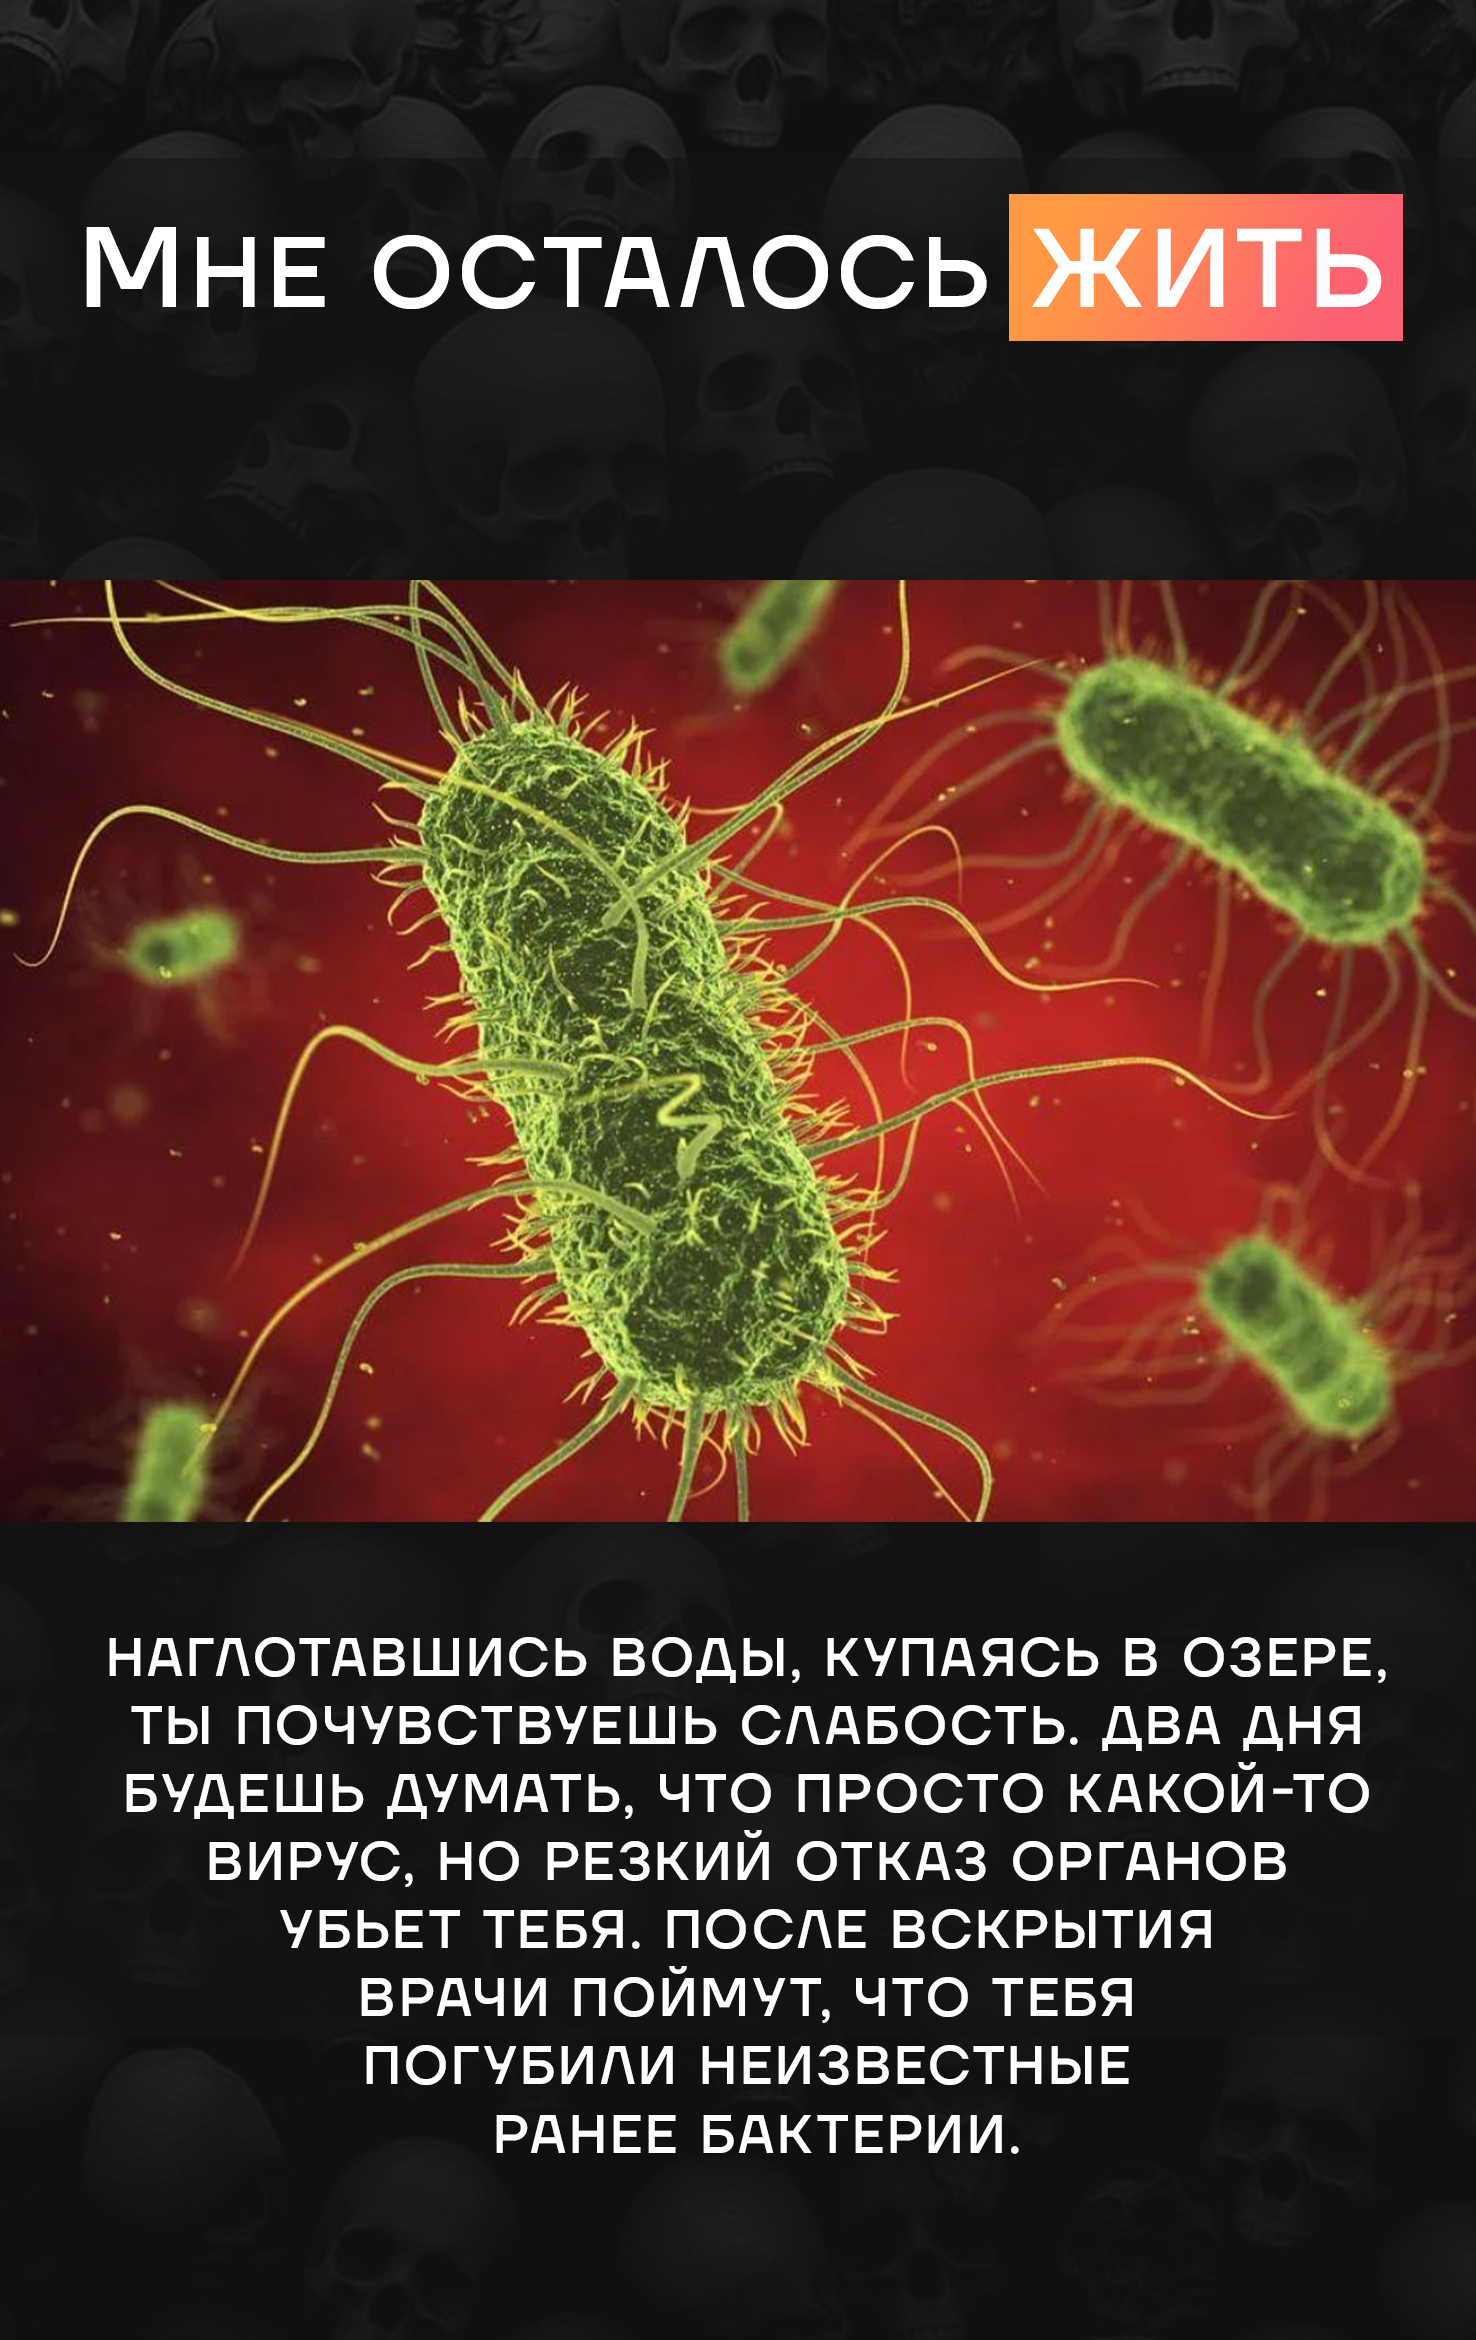 Мне осталось жить
наглотавшись воды, купаясь в озере,
ты почувствуешь слабость. два дня
будешь думать, что просто какой-то
вирус, но резкий отказ органов
убьет тебя. после вскрытия
врачи поймут, что тебя
погубили неизвестные
ранее бактерии.